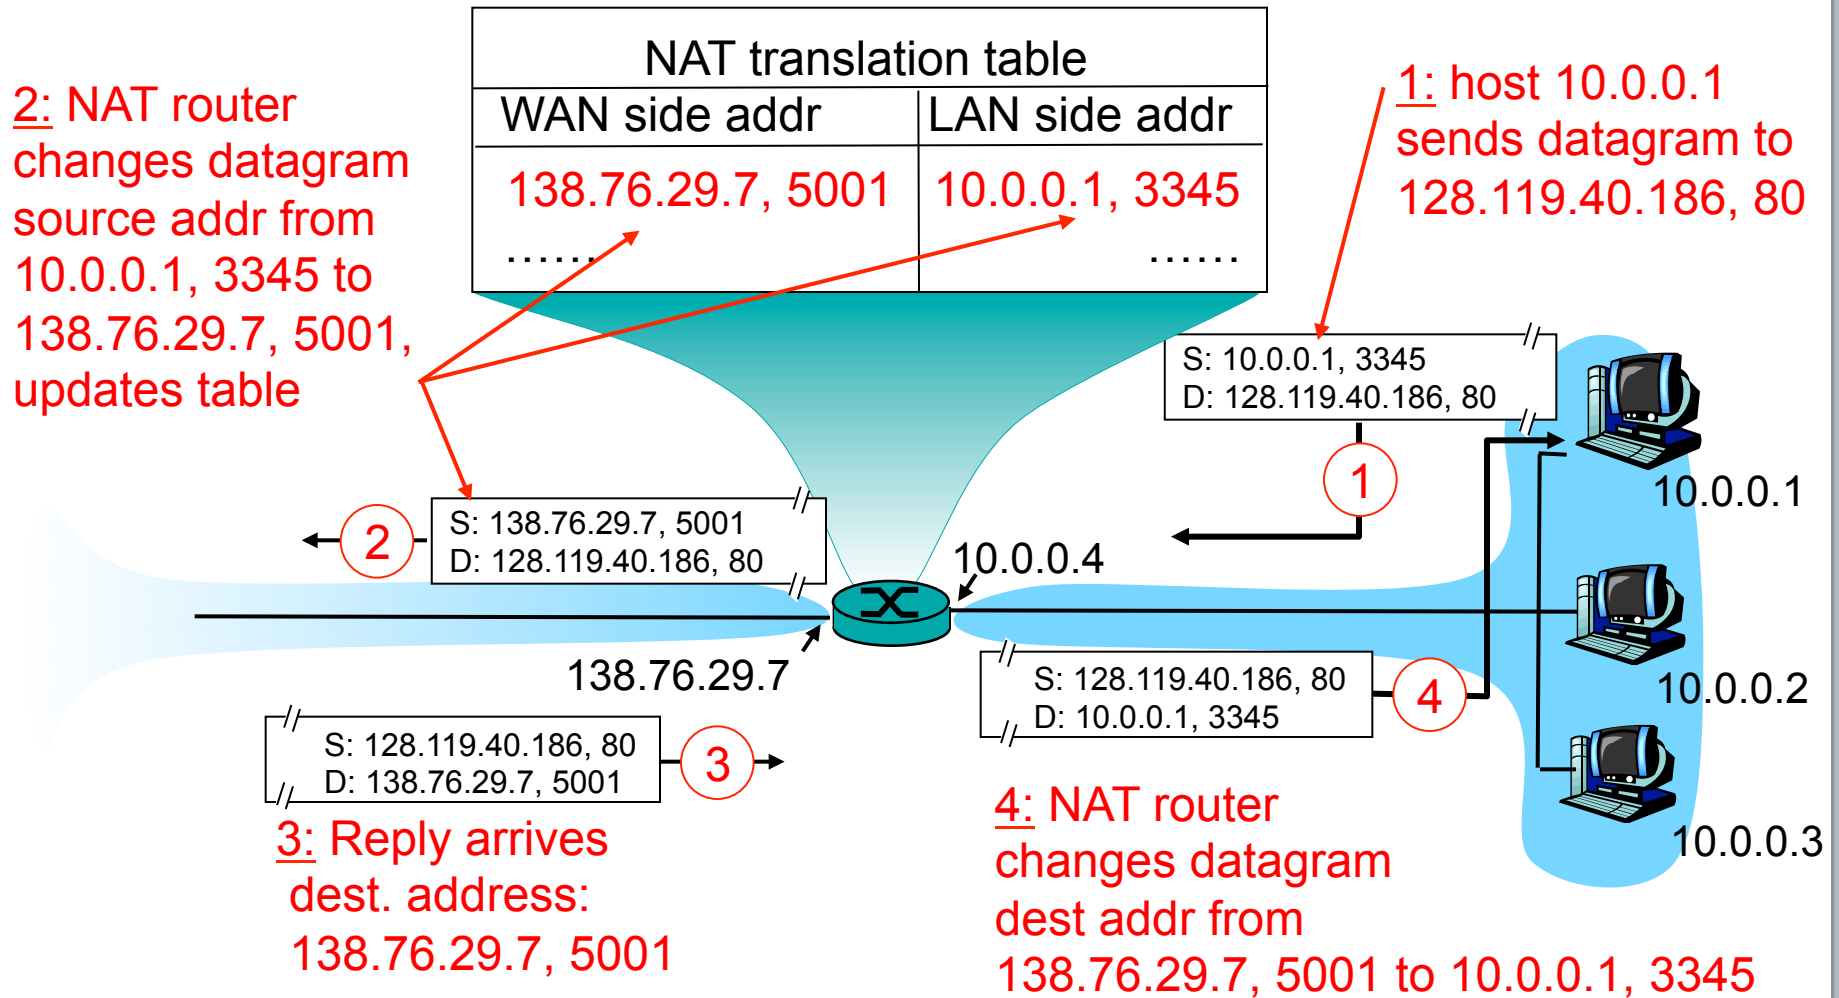 NAT translation table
WAN side addr LAN side addr
138.76.29.7, 5001 10.0.0.1, 3345
...... ......
2: NAT router
changes datagram
source addr from
10.0.0.1, 3345 to
138.76.29.7, 5001,
updates table
1: host 10.0.0.1
sends datagram to
128.119.40.186, 80
S: 10.0.0.1, 3345
D: 128.119.40.186, 80
1
10.0.0.1
S: 138.76.29.7, 5001
D: 128.119.40.186, 80
2
10.0.0.4
138.76.29.7
S: 128.119.40.186, 80
D: 10.0.0.1, 3345
4
10.0.0.2
S: 128.119.40.186, 80
D: 138.76.29.7, 5001
3
10.0.0.3
3: Reply arrives
dest. address:
138.76.29.7, 5001
4: NAT router
changes datagram
dest addr from
138.76.29.7, 5001 to 10.0.0.1, 3345